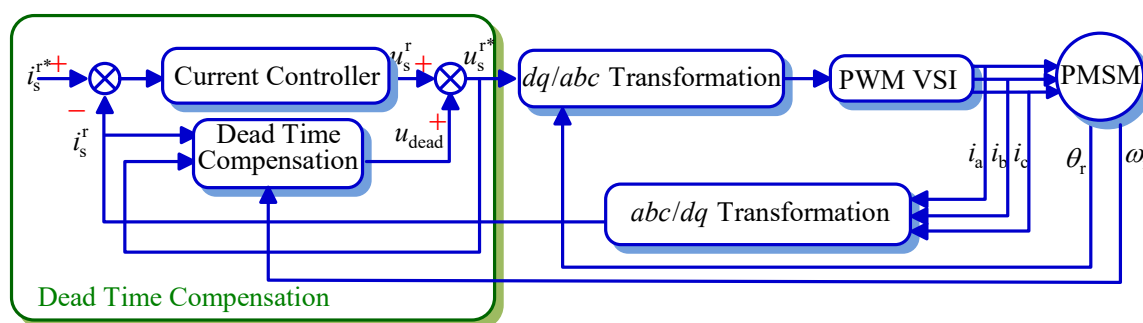 i_s^{r*}
+
−
i_s^r
Current Controller
u_s^r
+
u_s^{r*}
Dead Time
Compensation
u_dead
+
dq/abc Transformation
PWM VSI
PMSM
i_a
i_b
i_c
θ_r
ω
abc/dq Transformation
Dead Time Compensation